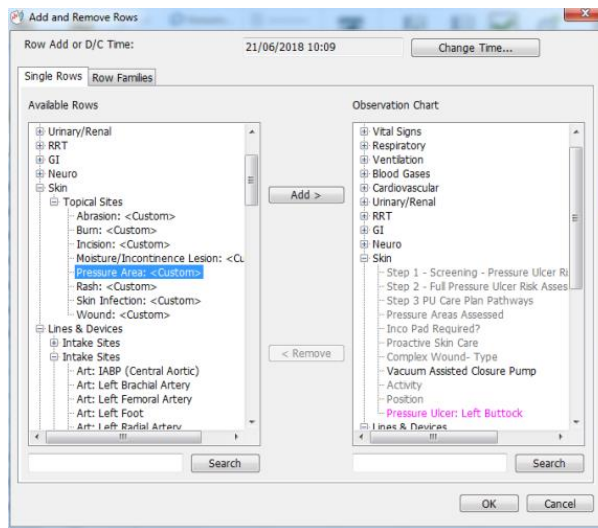 Add and Remove Rows
Row Add or D/C Time:
21/06/2018 10:09
Change Time...
Single Rows
Row Families
Available Rows
Urinary/Renal
RRT
GI
Neuro
Skin
Topical Sites
Abrasion: <Custom>
Burn: <Custom>
Incision: <Custom>
Moisture/Incontinence Lesion: <Cu
Pressure Area: <Custom>
Rash: <Custom>
Skin Infection: <Custom>
Wound: <Custom>
Lines & Devices
Intake Sites
Intake Sites
Art: IABP (Central Aortic)
Art: Left Brachial Artery
Art: Left Femoral Artery
Art: Left Foot
Art: Left Radial Artery
Search
Add >
< Remove
Observation Chart
Vital Signs
Respiratory
Ventilation
Blood Gases
Cardiovascular
Urinary/Renal
RRT
GI
Neuro
Skin
Step 1 - Screening - Pressure Ulcer Ri
Step 2 - Full Pressure Ulcer Risk Asses
Step 3 PU Care Plan Pathways
Pressure Areas Assessed
Inco Pad Required?
Proactive Skin Care
Complex Wound- Type
Vacuum Assisted Closure Pump
Activity
Position
Pressure Ulcer: Left Buttock
Lines & Devices
Search
OK
Cancel